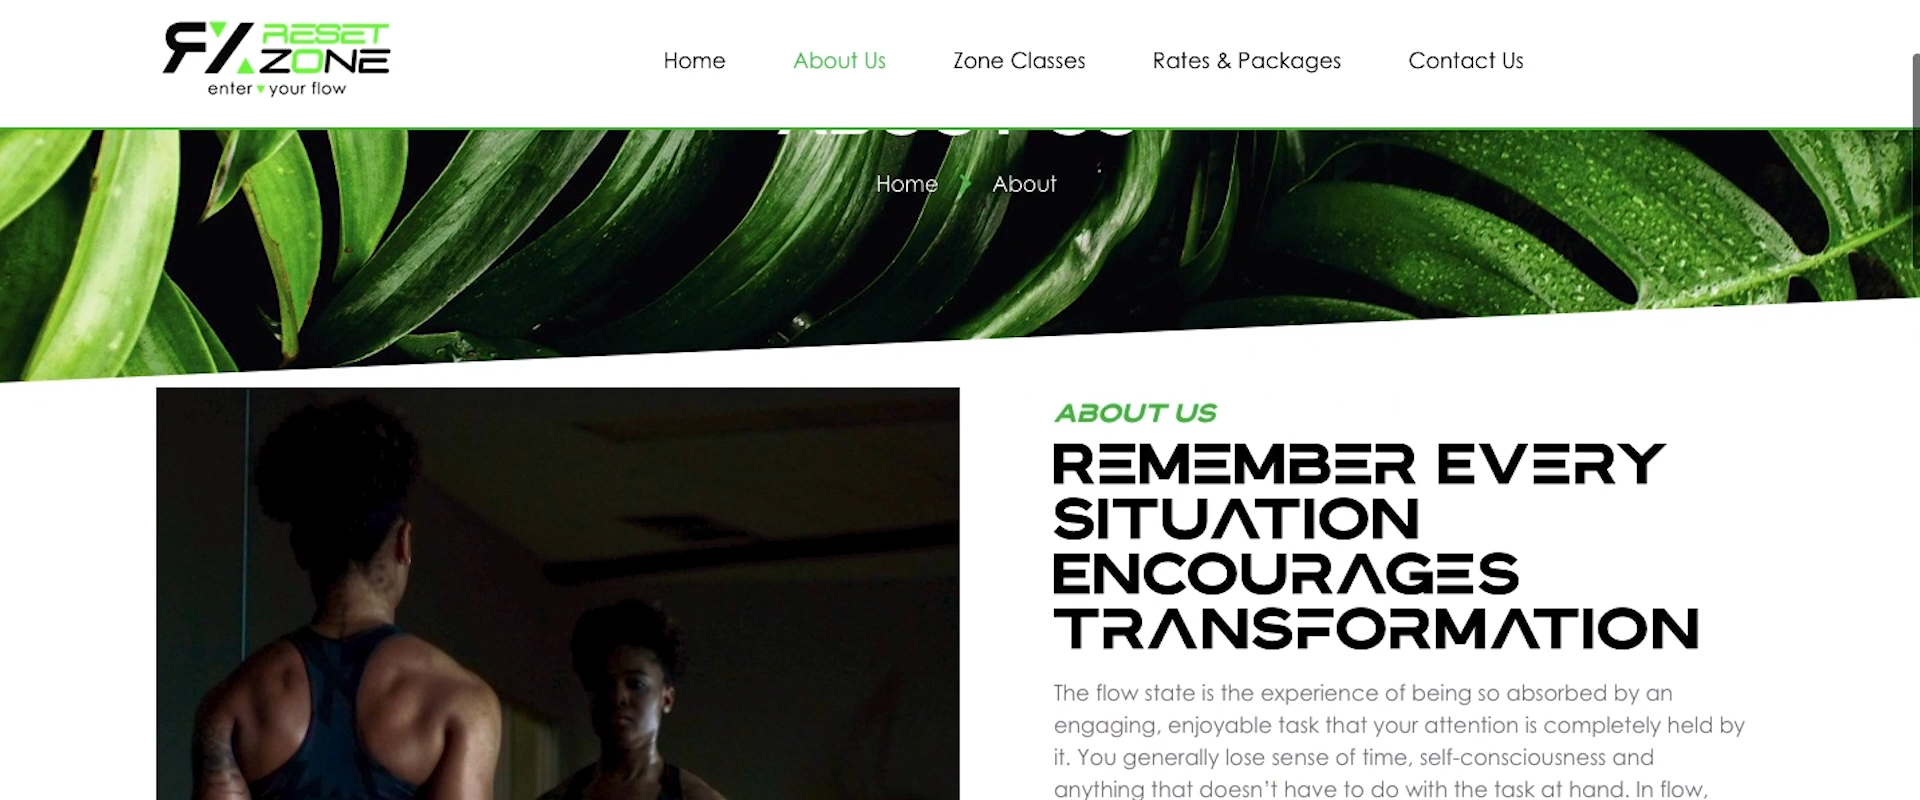 RESET
ZONE
enter your flow
Home
About Us
Zone Classes
Rates & Packages
Contact Us
Home
About
ABOUT US
REMEMBER EVERY
SITUATION
ENCOURAGES
TRANSFORMATION
The flow state is the experience of being so absorbed by an
engaging, enjoyable task that your attention is completely held by
it. You generally lose sense of time, self-consciousness and
anything that doesn’t have to do with the task at hand. In flow,